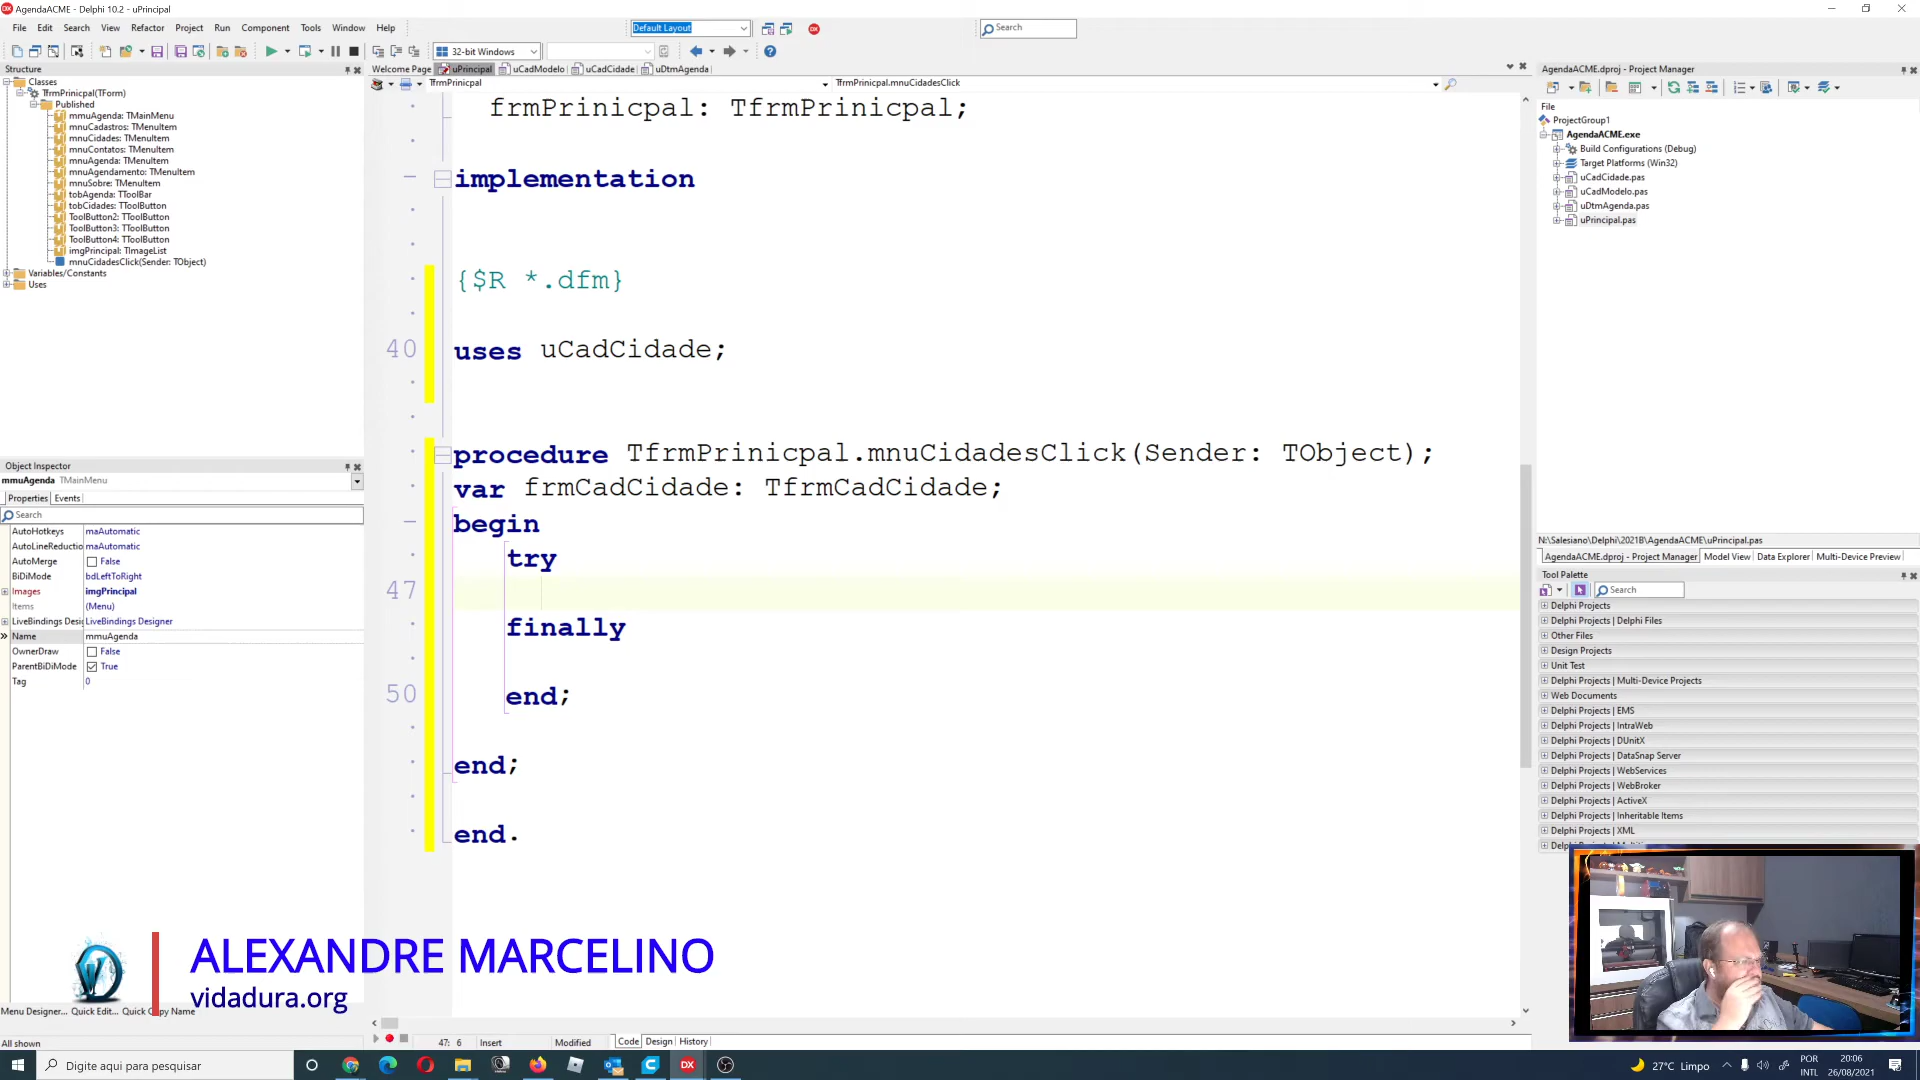 AgendaACME - Delphi 10.2 - uPrincipal
File Edit Search View Refactor Project Run Component Tools Window Help
Default Layout
Search
32-bit Windows
Structure
Classes
TfrmPrinicpal(TForm)
Published
mmuAgenda: TMainMenu
mnuCadastros: TMenuItem
mnuCidades: TMenuItem
mnuContatos: TMenuItem
mnuAgenda: TMenuItem
mnuAgendamento: TMenuItem
mnuSobre: TMenuItem
tobAgenda: TToolBar
tobCidades: TToolButton
ToolButton2: TToolButton
ToolButton3: TToolButton
ToolButton4: TToolButton
imgPrincipal: TImageList
mnuCidadesClick(Sender: TObject)
Variables/Constants
Uses
Object Inspector
mmuAgenda TMainMenu
Properties Events
Search
AutoHotkeys maAutomatic
AutoLineReductio maAutomatic
AutoMerge False
BiDiMode bdLeftToRight
Images imgPrincipal
Items (Menu)
LiveBindings Desi LiveBindings Designer
Name mmuAgenda
OwnerDraw False
ParentBiDiMode True
Tag 0
Welcome Page uPrincipal uCadModelo uCadCidade uDtmAgenda
TfrmPrinicpal TfrmPrinicpal.mnuCidadesClick
frmPrinicpal: TfrmPrinicpal;
implementation
{$R *.dfm}
40 uses uCadCidade;
procedure TfrmPrinicpal.mnuCidadesClick(Sender: TObject);
var frmCadCidade: TfrmCadCidade;
begin
try
47
finally
50 end;
end;
end.
AgendaACME.dproj - Project Manager
File
ProjectGroup1
AgendaACME.exe
Build Configurations (Debug)
Target Platforms (Win32)
uCadCidade.pas
uCadModelo.pas
uDtmAgenda.pas
uPrincipal.pas
N:\Salesiano\Delphi\2021B\AgendaACME\uPrincipal.pas
AgendaACME.dproj - Project Manager Model View Data Explorer Multi-Device Preview
Tool Palette
Search
Delphi Projects
Delphi Projects | Delphi Files
Other Files
Design Projects
Unit Test
Delphi Projects | Multi-Device Projects
Web Documents
Delphi Projects | EMS
Delphi Projects | IntraWeb
Delphi Projects | DUnitX
Delphi Projects | DataSnap Server
Delphi Projects | WebServices
Delphi Projects | WebBroker
Delphi Projects | ActiveX
Delphi Projects | Inheritable Items
Delphi Projects | XML
ALEXANDRE MARCELINO
vidadura.org
Menu Designer... Quick Edit... Quick Copy Name
All shown
47: 6 Insert Modified Code Design History
Digite aqui para pesquisar
27°C Limpo
POR
INTL
20:06
26/08/2021